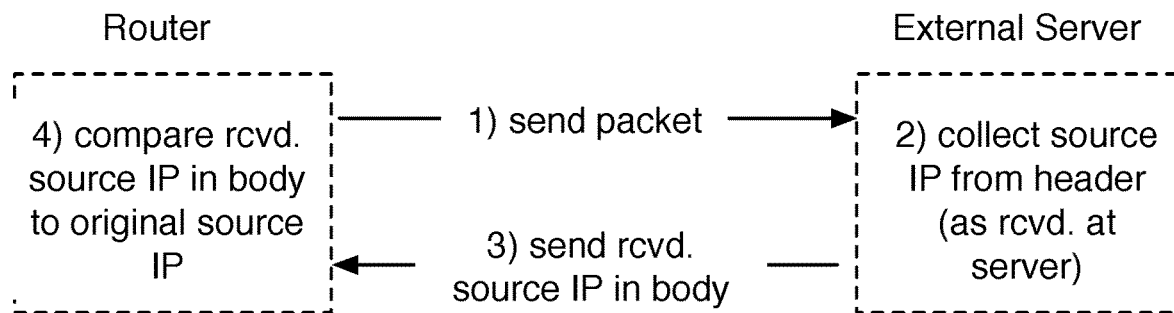 Router
External Server
1) send packet
4) compare rcvd.
source IP in body
to original source
IP
2) collect source
IP from header
(as rcvd. at
server)
3) send rcvd.
source IP in body